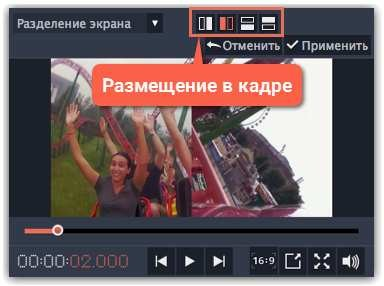 Разделение экрана
Отменить Применить
Размещение в кадре
00:00:02.000
16:9